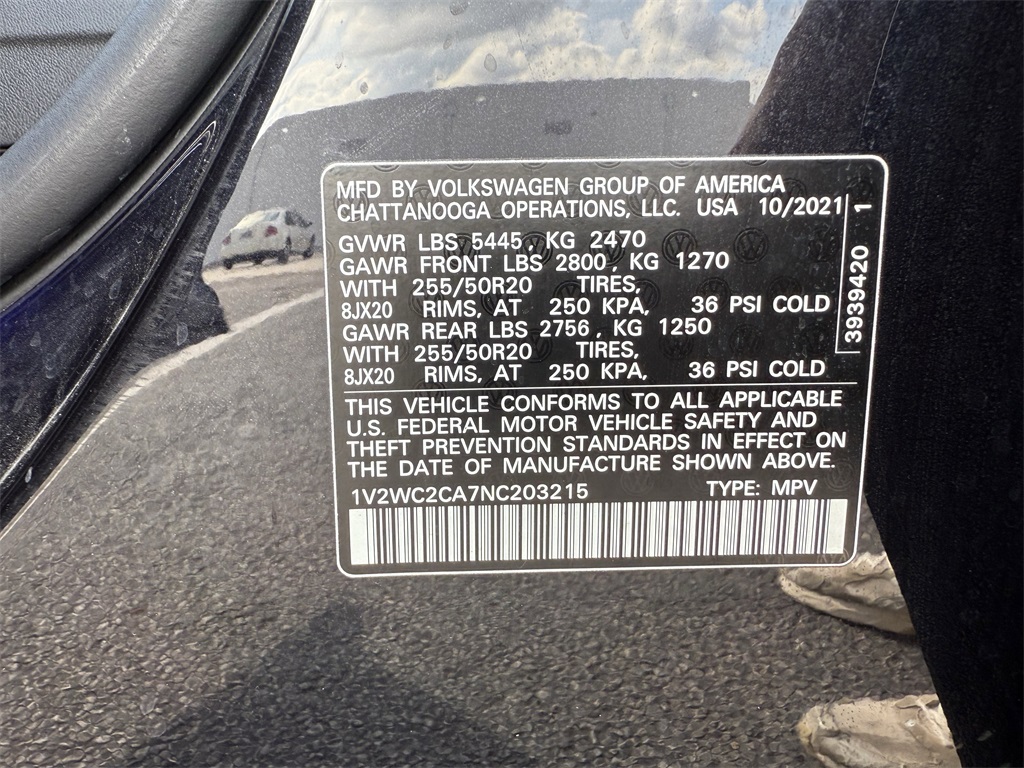 MFD BY VOLKSWAGEN GROUP OF AMERICA
CHATTANOOGA OPERATIONS, LLC. USA 10/2021
GVWR LBS 5445, KG 2470
GAWR FRONT LBS 2800, KG 1270
WITH 255/50R20 TIRES,
8JX20 RIMS, AT 250 KPA, 36 PSI COLD
GAWR REAR LBS 2756, KG 1250
WITH 255/50R20 TIRES,
8JX20 RIMS, AT 250 KPA, 36 PSI COLD
3939420 1
THIS VEHICLE CONFORMS TO ALL APPLICABLE
U.S. FEDERAL MOTOR VEHICLE SAFETY AND
THEFT PREVENTION STANDARDS IN EFFECT ON
THE DATE OF MANUFACTURE SHOWN ABOVE.
1V2WC2CA7NC203215 TYPE: MPV